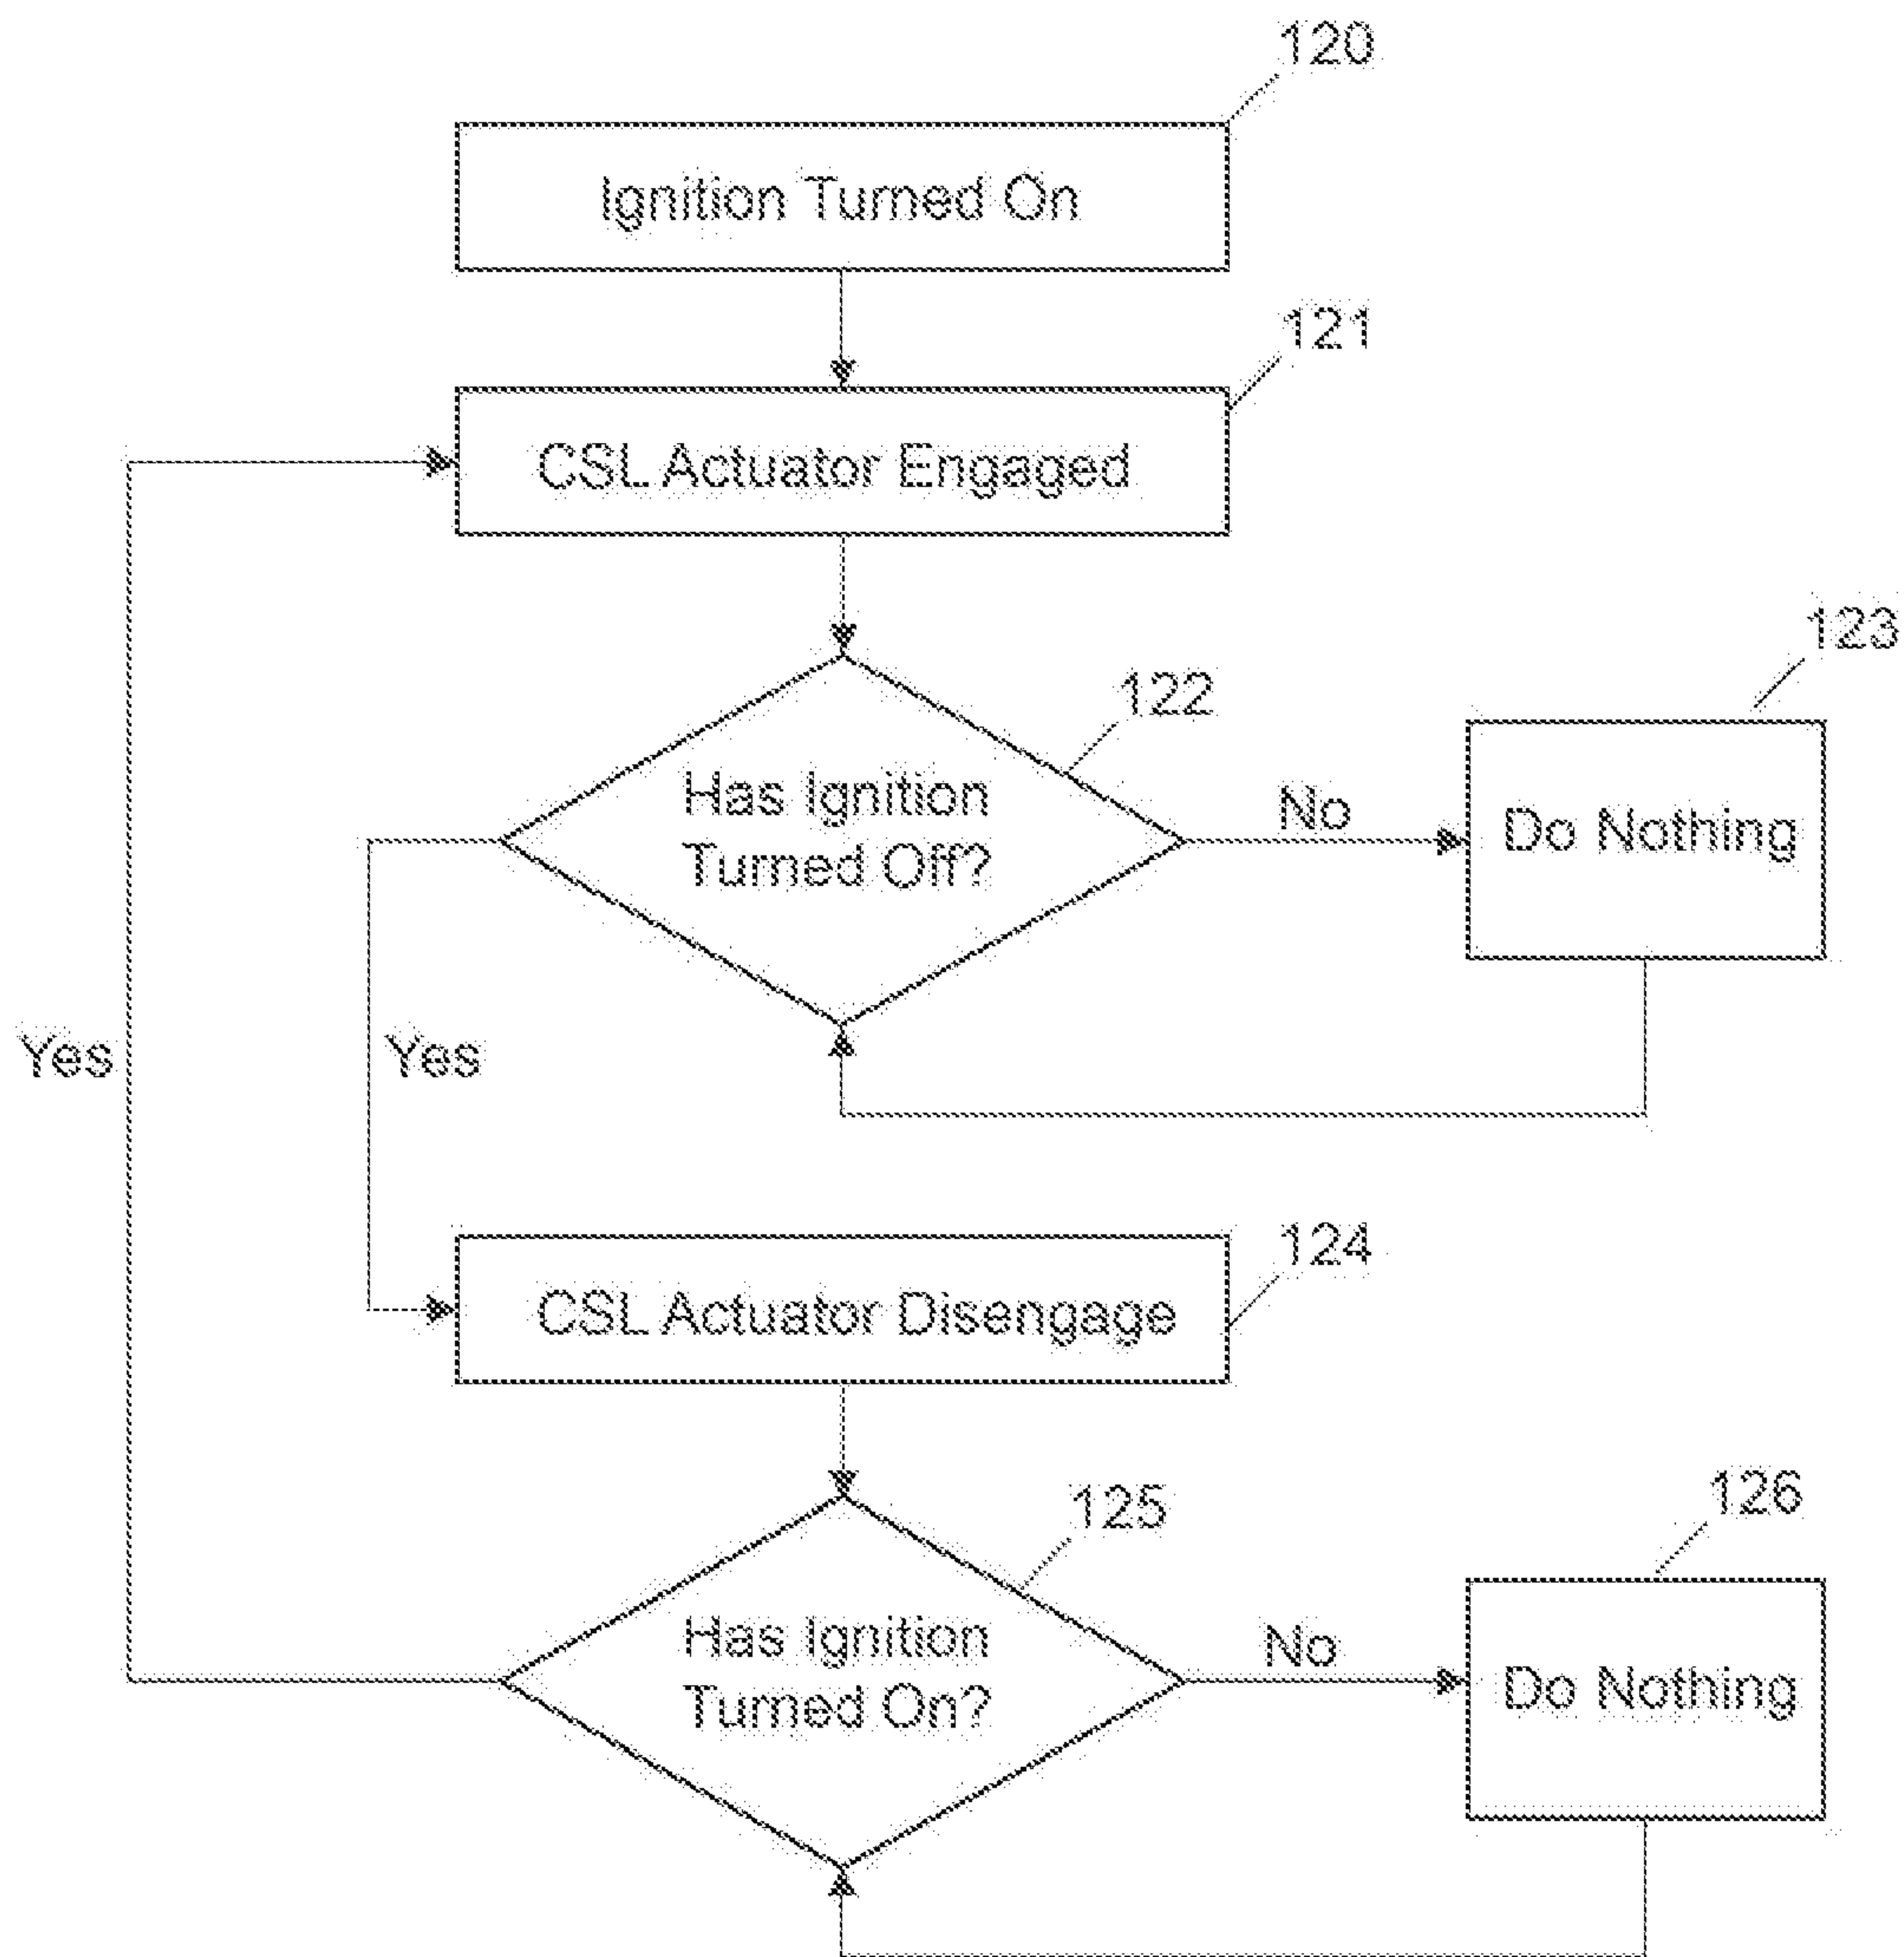 120
Ignition Turned On
121
CSL Actuator Engaged
122
123
Has Ignition
Turned Off?
No
Do Nothing
Yes
Yes
124
CSL Actuator Disengage
125
126
Has Ignition
Turned On?
No
Do Nothing